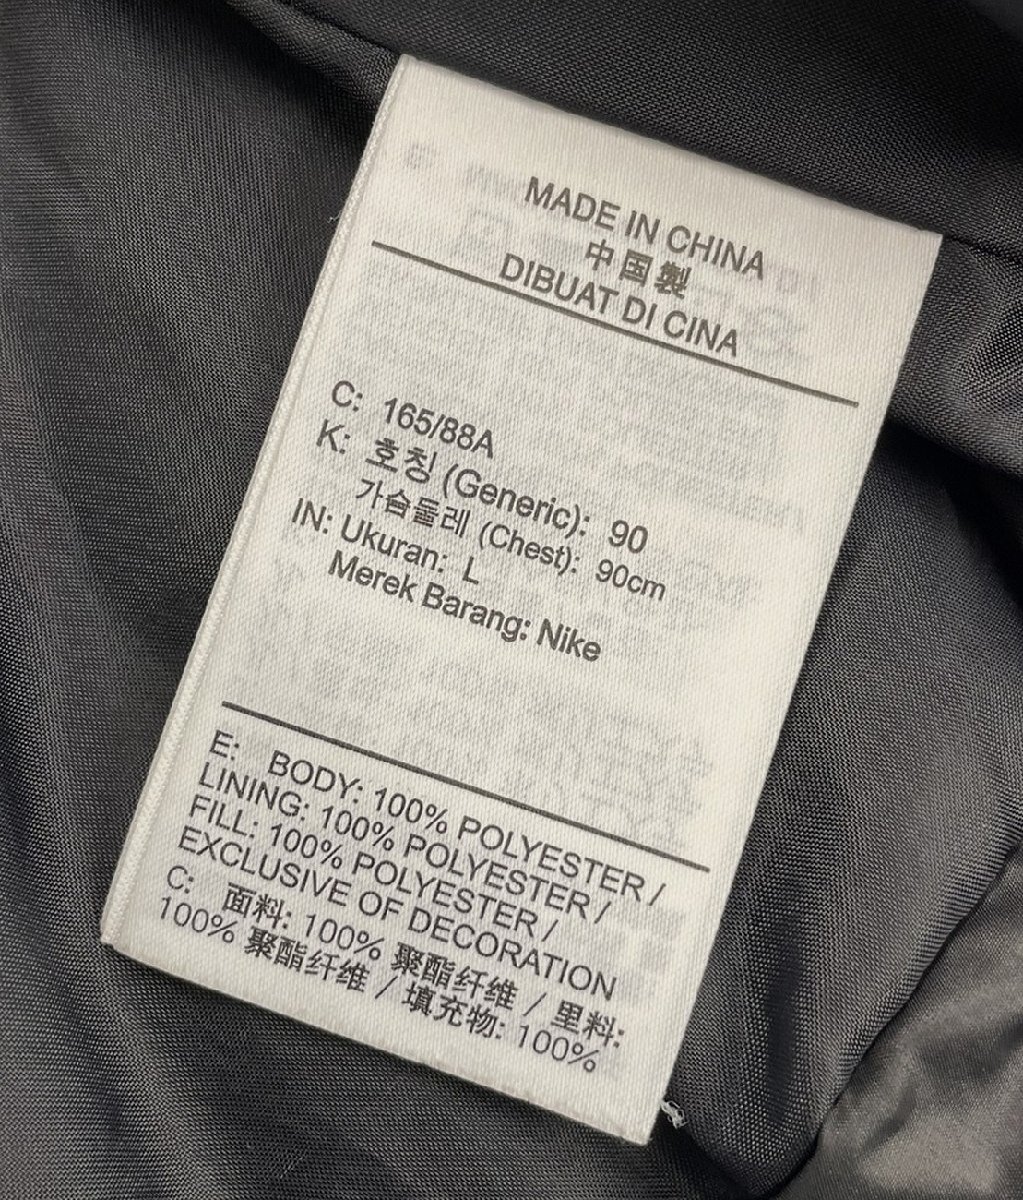 MADE IN CHINA
中国製
DIBUAT DI CINA
C: 165/88A
K: 호칭 (Generic): 90
가슴둘레 (Chest): 90cm
IN: Ukuran: L
Merek Barang: Nike
E: BODY: 100% POLYESTER /
LINING: 100% POLYESTER /
FILL: 100% POLYESTER /
EXCLUSIVE OF DECORATION
C: 面料: 100% 聚酯纤维 / 里料:
100% 聚酯纤维 / 填充物: 100%